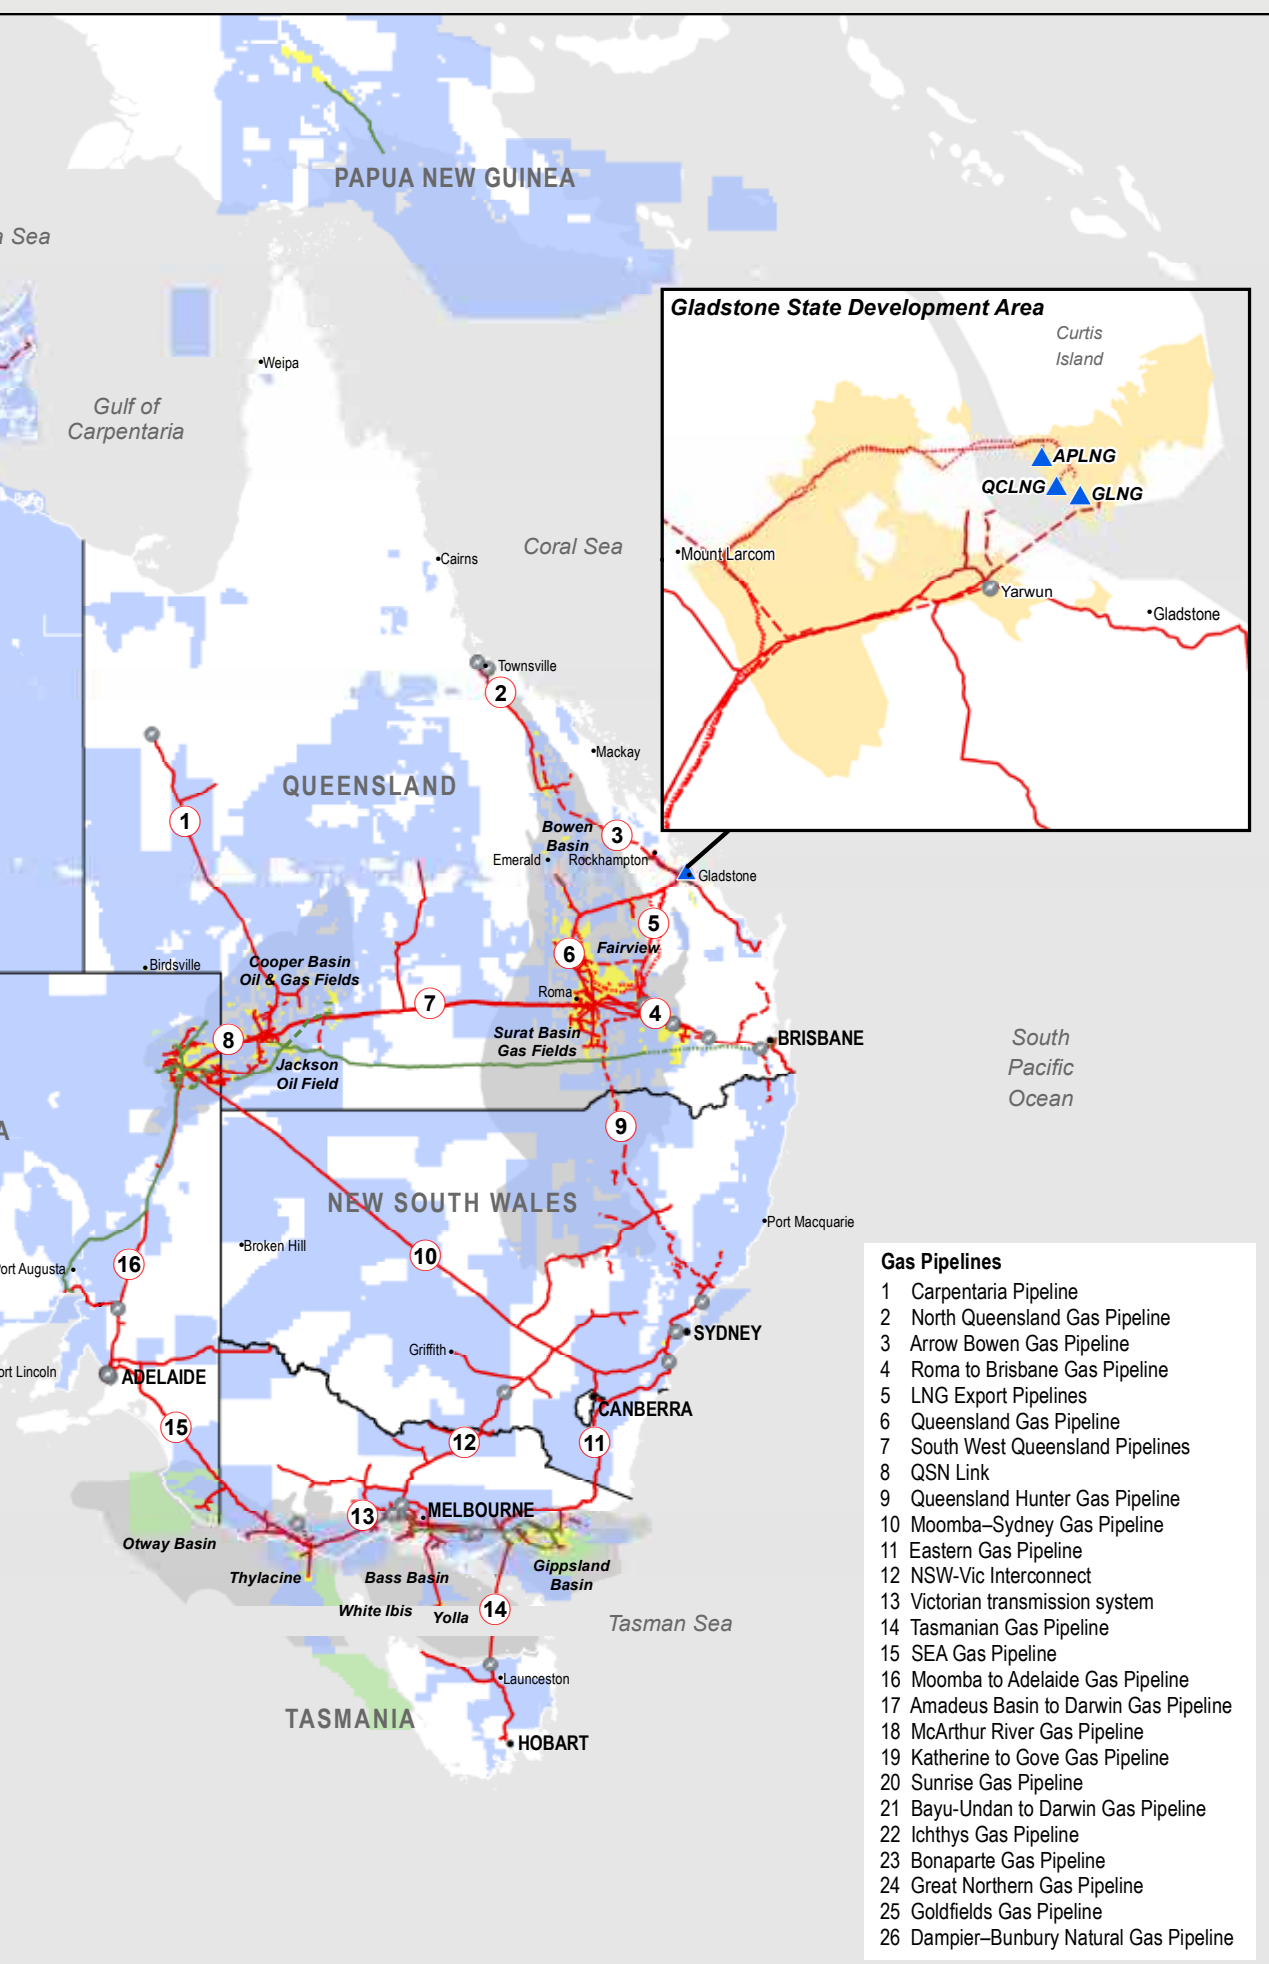 PAPUA NEW GUINEA
Sea
Gladstone State Development Area
Curtis
Island
Weipa
Gulf of
Carpentaria
APLNG
QCLNG
GLNG
Coral Sea
Cairns
Mount Larcom
Yarwun
Gladstone
Townsville
2
Mackay
QUEENSLAND
1
Bowen
Basin
3
Emerald
Rockhampton
Gladstone
5
Fairview
6
Birdsville
Cooper Basin
Oil & Gas Fields
Roma
7
4
8
Surat Basin
Gas Fields
BRISBANE
Jackson
Oil Field
South
Pacific
Ocean
9
NEW SOUTH WALES
Port Macquarie
Broken Hill
10
16
ort Augusta
SYDNEY
Griffith
ort Lincoln
ADELAIDE
CANBERRA
15
12
11
13
MELBOURNE
Otway Basin
Thylacine
Bass Basin
Gippsland
Basin
White Ibis
Yolla
14
Tasman Sea
Launceston
TASMANIA
HOBART
Gas Pipelines
1 Carpentaria Pipeline
2 North Queensland Gas Pipeline
3 Arrow Bowen Gas Pipeline
4 Roma to Brisbane Gas Pipeline
5 LNG Export Pipelines
6 Queensland Gas Pipeline
7 South West Queensland Pipelines
8 QSN Link
9 Queensland Hunter Gas Pipeline
10 Moomba–Sydney Gas Pipeline
11 Eastern Gas Pipeline
12 NSW-Vic Interconnect
13 Victorian transmission system
14 Tasmanian Gas Pipeline
15 SEA Gas Pipeline
16 Moomba to Adelaide Gas Pipeline
17 Amadeus Basin to Darwin Gas Pipeline
18 McArthur River Gas Pipeline
19 Katherine to Gove Gas Pipeline
20 Sunrise Gas Pipeline
21 Bayu-Undan to Darwin Gas Pipeline
22 Ichthys Gas Pipeline
23 Bonaparte Gas Pipeline
24 Great Northern Gas Pipeline
25 Goldfields Gas Pipeline
26 Dampier–Bunbury Natural Gas Pipeline